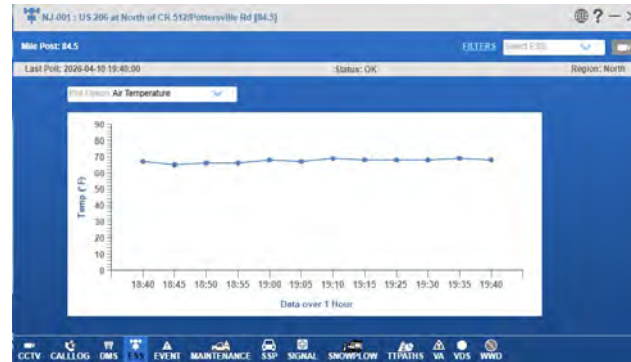 NJ-001 : US 206 at North of CR 512/Pottersville Rd [84.5]
? –
Mile Post: 84.5
FILTERS Select ESS
Last Poll: 2026-04-10 19:40:00 Status: OK Region: North
Plot Option Air Temperature
90
80
70
60
50
40
30
20
10
0
Temp (°F)
18:40 18:45 18:50 18:55 19:00 19:05 19:10 19:15 19:25 19:30 19:35 19:40
Data over 1 Hour
CCTV CALLLOG DMS ESS EVENT MAINTENANCE SSP SIGNAL SNOWPLOW TTPATHS VA VDS WWD